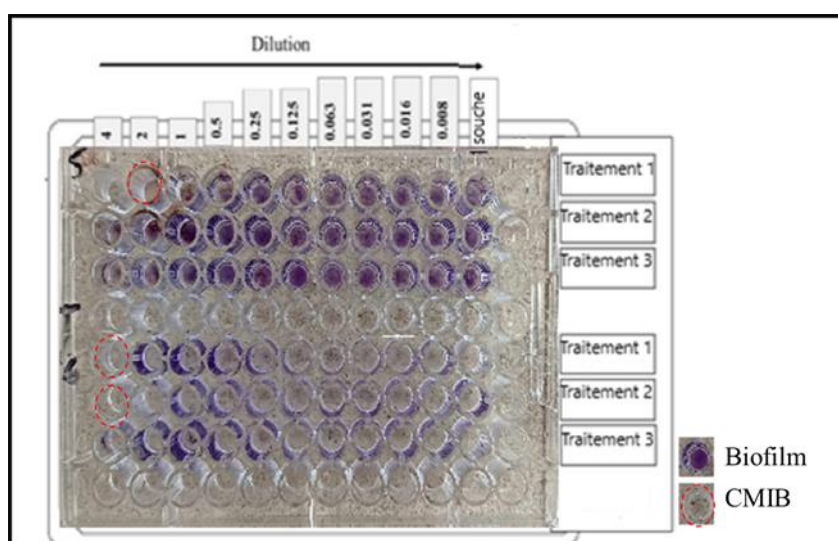 Dilution
4 2 1 0.5 0.25 0.125 0.063 0.031 0.016 0.008 souche
Traitement 1
Traitement 2
Traitement 3
Traitement 1
Traitement 2
Traitement 3
Biofilm
CMIB